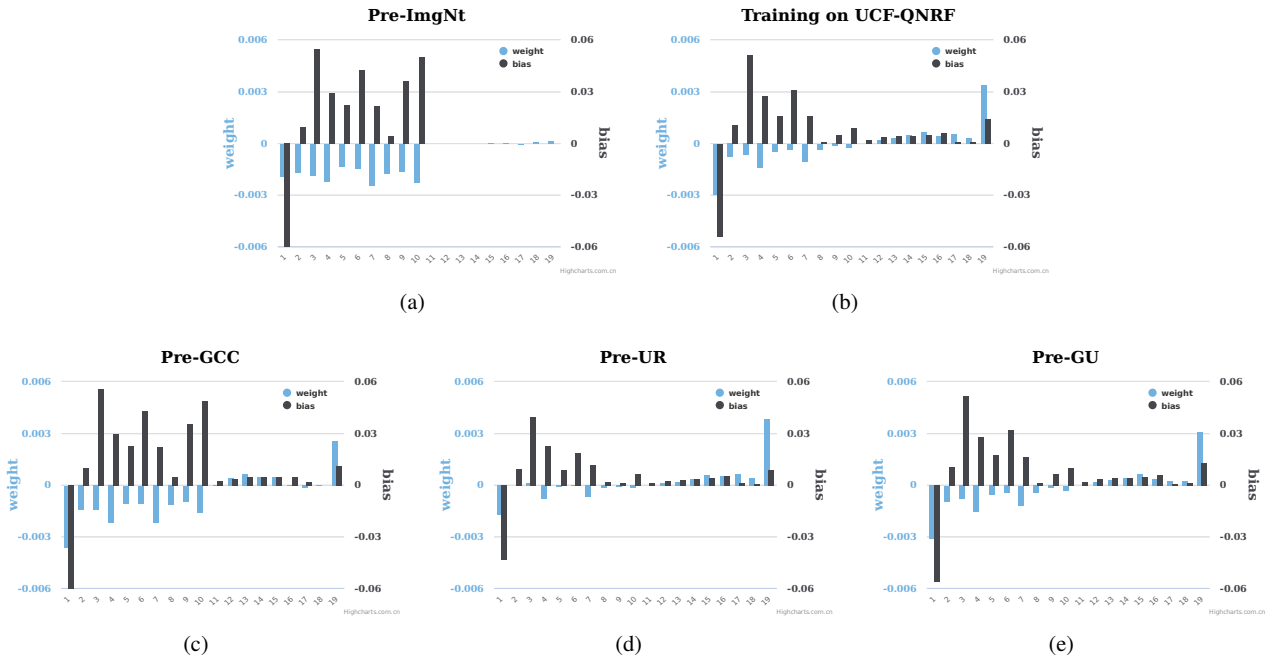 Pre-ImgNt
0.006
0.003
0
-0.003
-0.006
weight
0.06
0.03
0
-0.03
-0.06
bias
weight
bias
1 2 3 4 5 6 7 8 9 10 11 12 13 14 15 16 17 18 19
Highcharts.com.cn
(a)
Training on UCF-QNRF
0.006
0.003
0
-0.003
-0.006
weight
0.06
0.03
0
-0.03
-0.06
bias
weight
bias
1 2 3 4 5 6 7 8 9 10 11 12 13 14 15 16 17 18 19
Highcharts.com.cn
(b)
Pre-GCC
0.006
0.003
0
-0.003
-0.006
weight
0.06
0.03
0
-0.03
-0.06
bias
weight
bias
1 2 3 4 5 6 7 8 9 10 11 12 13 14 15 16 17 18 19
Highcharts.com.cn
(c)
Pre-UR
0.006
0.003
0
-0.003
-0.006
weight
0.06
0.03
0
-0.03
-0.06
bias
weight
bias
1 2 3 4 5 6 7 8 9 10 11 12 13 14 15 16 17 18 19
Highcharts.com.cn
(d)
Pre-GU
0.006
0.003
0
-0.003
-0.006
weight
0.06
0.03
0
-0.03
-0.06
bias
weight
bias
1 2 3 4 5 6 7 8 9 10 11 12 13 14 15 16 17 18 19
Highcharts.com.cn
(e)